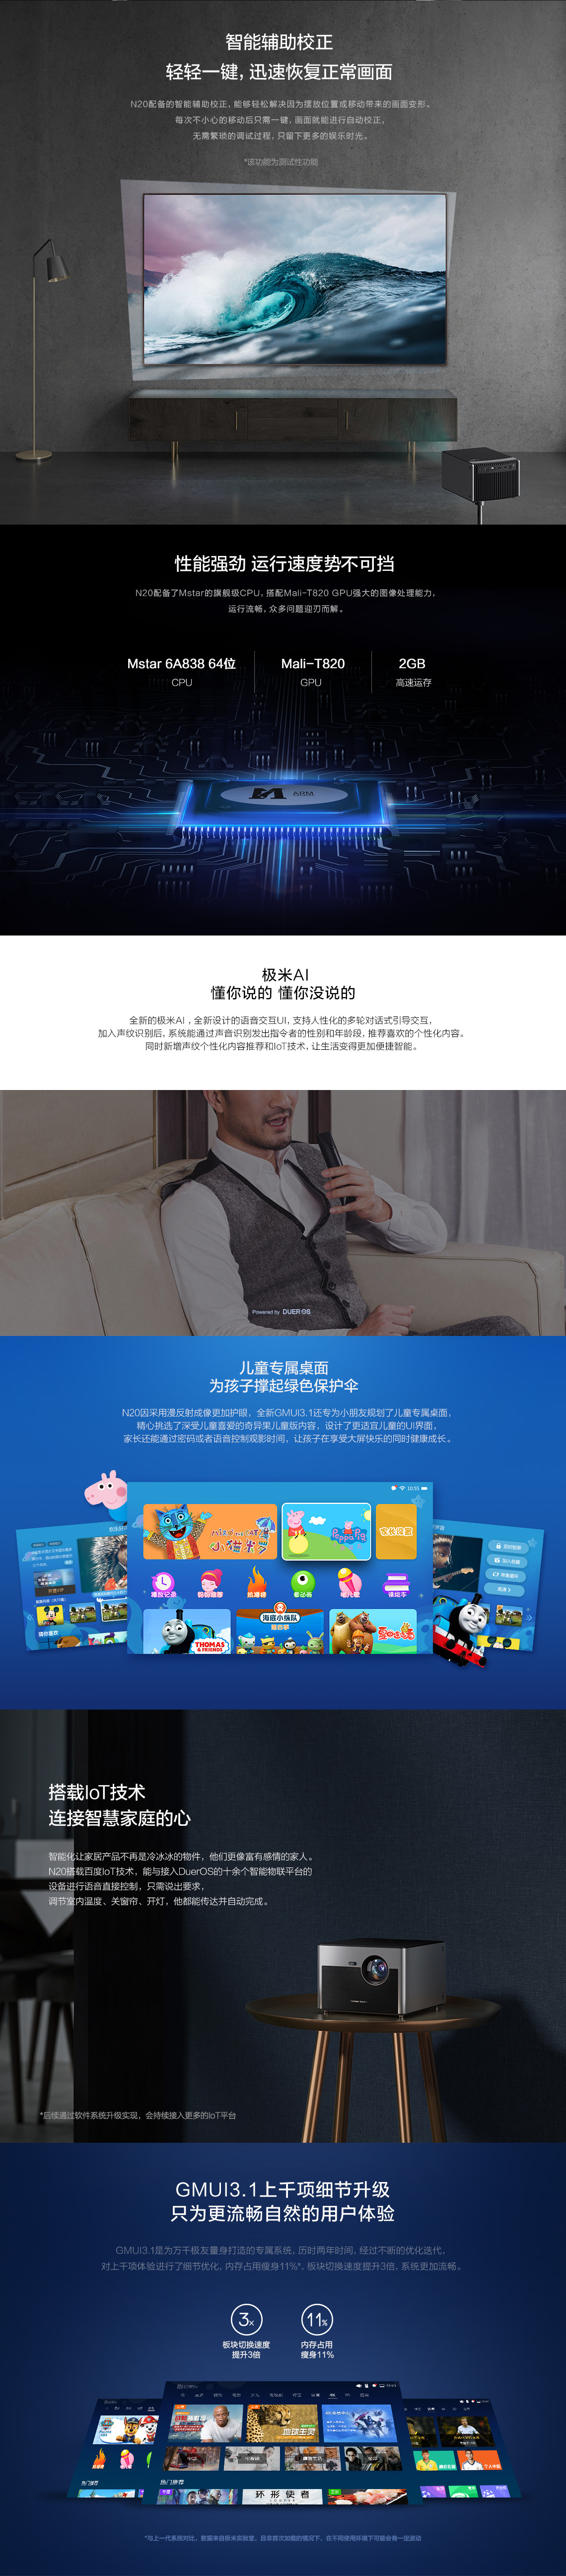 智能辅助校正
轻轻一键, 迅速恢复正常画面
N20配备的智能辅助校正, 能够轻松解决因为摆放位置或移动带来的画面变形。
每次不小心的移动后只需一键, 画面就能进行自动校正,
无需繁琐的调试过程, 只留下更多的娱乐时光。
*该功能为测试性功能
性能强劲 运行速度势不可挡
N20配备了Mstar的旗舰级CPU, 搭配Mali-T820 GPU强大的图像处理能力,
运行流畅, 众多问题迎刃而解。
Mstar 6A838 64位
CPU
Mali-T820
GPU
2GB
高速运存
极米AI
懂你说的 懂你没说的
全新的极米AI, 全新设计的语音交互UI, 支持人性化的多轮对话式引导交互,
加入声纹识别后, 系统能通过声音识别发出指令者的性别和年龄段, 推荐喜欢的个性化内容。
同时新增声纹个性化内容推荐和IoT技术, 让生活变得更加便捷智能。
Powered by DUEROS
儿童专属桌面
为孩子撑起绿色保护伞
N20因采用漫反射成像更加护眼, 全新GMUI3.1还专为小朋友规划了儿童专属桌面,
精心挑选了深受儿童喜爱的奇异果儿童版内容, 设计了更适宜儿童的UI界面,
家长还能通过密码或者语音控制观影时间, 让孩子在享受大屏快乐的同时健康成长。
10:55
小猫米多
Peppa Pig
家长设置
播放记录
海底小纵队
THOMAS & FRIENDS
猜你喜欢
搭载IoT技术
连接智慧家庭的心
智能化让家居产品不再是冷冰冰的物件, 他们更像富有感情的家人。
N20搭载百度IoT技术, 能与接入DuerOS的十余个智能物联平台的
设备进行语音直接控制, 只需说出要求,
调节室内温度、关窗帘、开灯, 他都能传达并自动完成。
*后续通过软件系统升级实现, 会持续接入更多的IoT平台
GMUI3.1上千项细节升级
只为更流畅自然的用户体验
GMUI3.1是为万千极友量身打造的专属系统, 历时两年时间, 经过不断的优化迭代,
对上千项体验进行了细节优化, 内存占用瘦身11%*, 板块切换速度提升3倍, 系统更加流畅。
3x
板块切换速度
提升3倍
11%
内存占用
瘦身11%
地球生灵
热门推荐
热门推荐
环形使者
*与上一代系统对比, 数据来自极米实验室, 且非首次加载的情况下, 在不同使用环境下可能会有一定波动